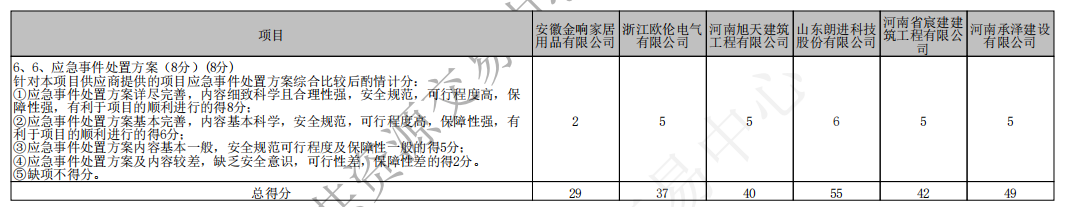 项目
安徽金响家居用品有限公司
浙江欧伦电气有限公司
河南旭天建筑工程有限公司
山东朗进科技股份有限公司
河南省宸建建筑工程有限公司
河南承泽建设有限公司
6、6、应急事件处置方案（8分）(8分)
针对本项目供应商提供的项目应急事件处置方案综合比较后酌情计分：
①应急事件处置方案详尽完善，内容细致科学且合理性强，安全规范，可行程度高，保
障性强，有利于项目的顺利进行的得8分；
②应急事件处置方案基本完善，内容基本科学，安全规范，可行程度高，保障性强，有
利于项目的顺利进行的得6分；
③应急事件处置方案内容基本一般，安全规范可行程度及保障性一般的得5分；
④应急事件处置方案及内容较差，缺乏安全意识，可行性差，保障性差的得2分。
⑤缺项不得分。
2 5 5 6 5 5
总得分 29 37 40 55 42 49